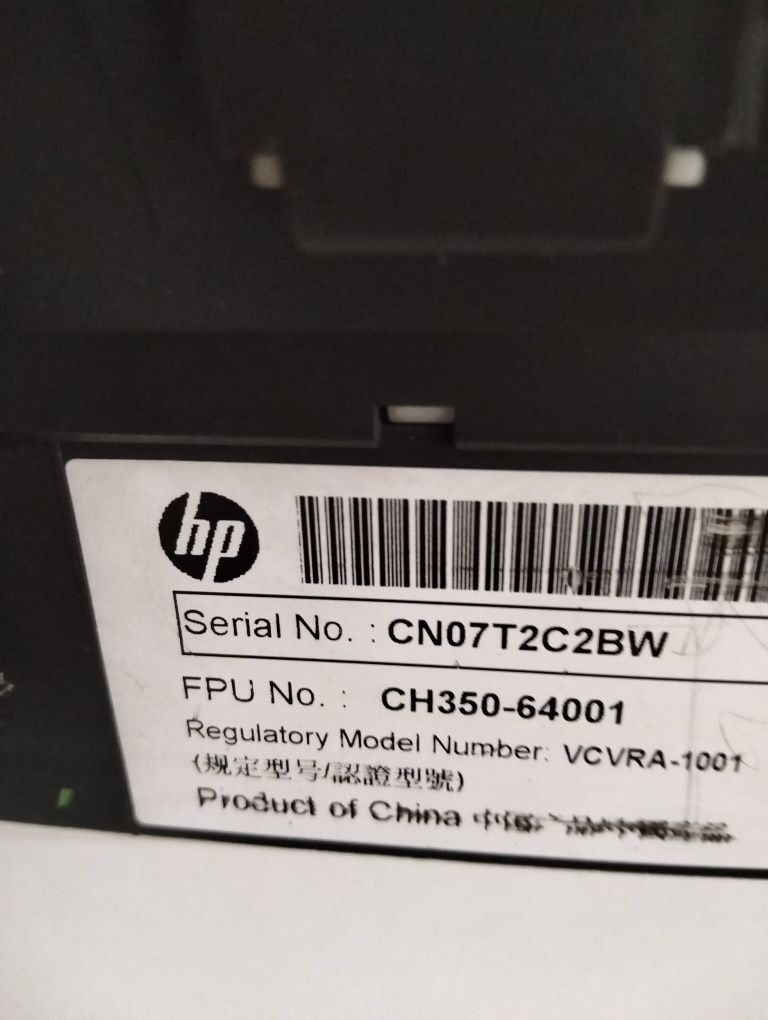 hp
Serial No. : CN07T2C2BW
FPU No. : CH350-64001
Regulatory Model Number: VCVRA-1001
(规定型号/認證型號)
Product of China